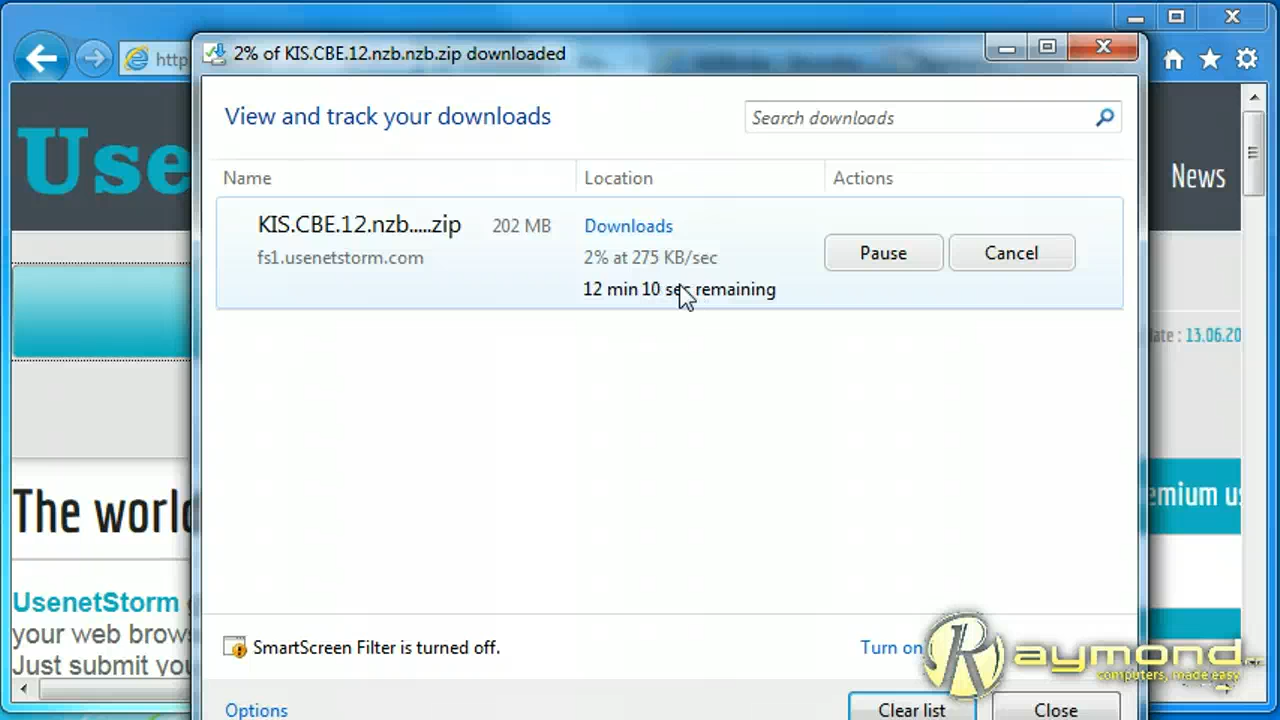 2% of KIS.CBE.12.nzb.nzb.zip downloaded
http
View and track your downloads
Search downloads
Use
News
Name
Location
Actions
KIS.CBE.12.nzb.....zip
202 MB
Downloads
fs1.usenetstorm.com
2% at 275 KB/sec
Pause
Cancel
12 min 10 sec remaining
ate : 13.06.20
The world
emium us
UsenetStorm
your web brows
Just submit you
SmartScreen Filter is turned off.
Turn on
Raymond.cc
computers, made easy
Options
Clear list
Close